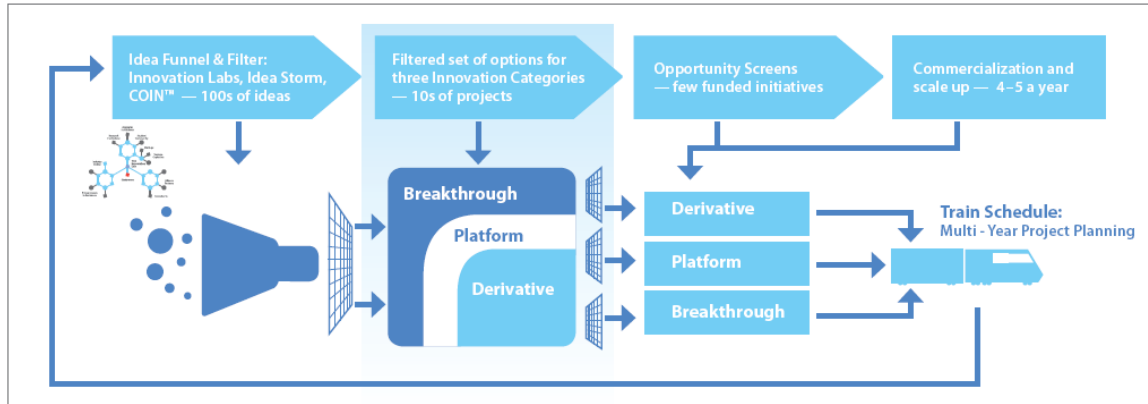 Idea Funnel & Filter:
Innovation Labs, Idea Storm,
COIN™ — 100s of ideas
Filtered set of options for
three Innovation Categories
— 10s of projects
Opportunity Screens
— few funded initiatives
Commercialization and
scale up — 4–5 a year
Breakthrough
Platform
Derivative
Derivative
Platform
Breakthrough
Train Schedule:
Multi - Year Project Planning